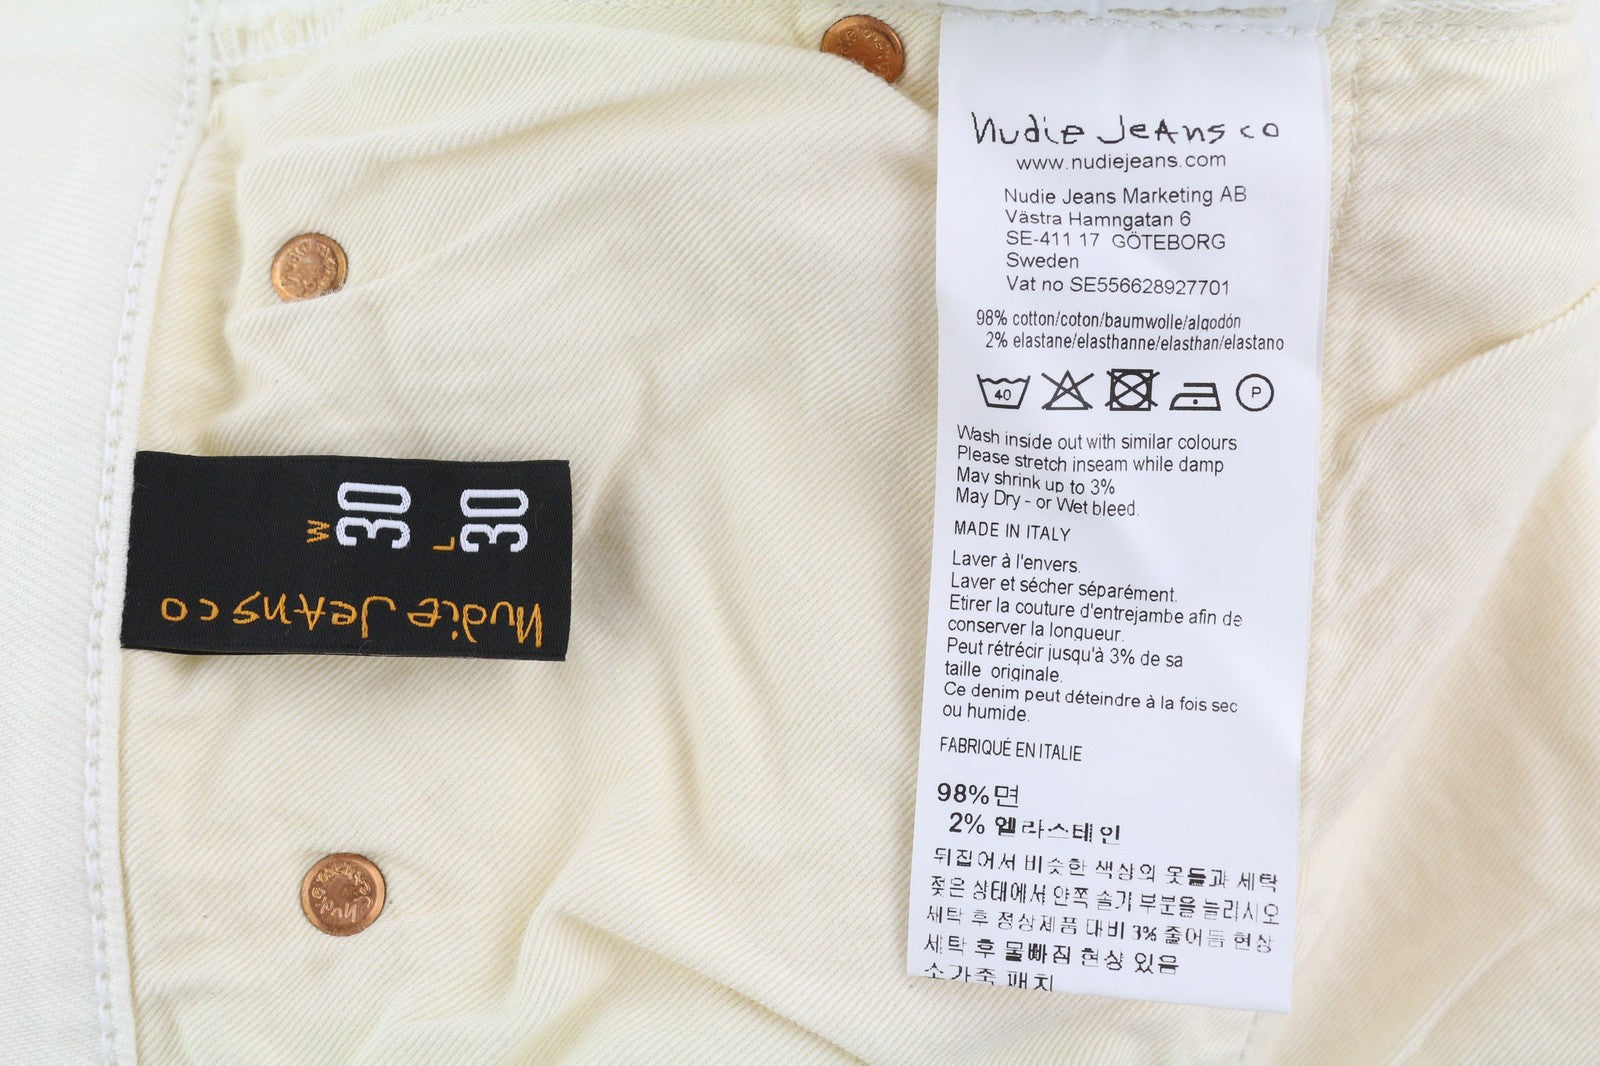 Nudie Jeans co
www.nudiejeans.com
Nudie Jeans Marketing AB
Västra Hamngatan 6
SE-411 17 GÖTEBORG
Sweden
Vat no SE556628927701
98% cotton/coton/baumwolle/algodón
2% elastane/elasthanne/elasthan/elastano
40
P
Wash inside out with similar colours
Please stretch inseam while damp
May shrink up to 3%
May Dry - or Wet bleed.
MADE IN ITALY
Laver à l'envers.
Laver et sécher séparément.
Etirer la couture d'entrejambe afin de
conserver la longueur.
Peut rétrécir jusqu'à 3% de sa
taille originale.
Ce denim peut déteindre à la fois sec
ou humide.
FABRIQUÉ EN ITALIE
98%면
2% 엘라스테인
뒤집어서 비슷한 색상의 옷들과 세탁
젖은 상태에서 안쪽 솔기 부분을 늘리시오
세탁 후 정상제품 대비 3% 줄어듬 현상
세탁 후 물빠짐 현상 있음
소가죽 패치
W
30
L
30
Nudie Jeans co